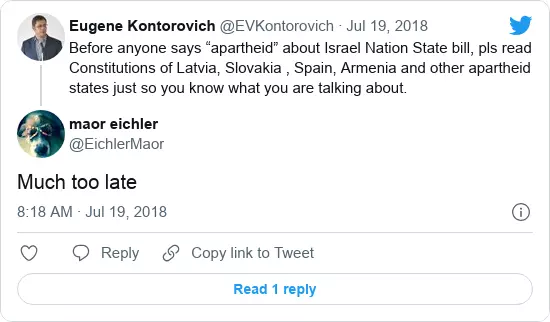 Eugene Kontorovich @EVKontorovich · Jul 19, 2018
Before anyone says “apartheid” about Israel Nation State bill, pls read
Constitutions of Latvia, Slovakia , Spain, Armenia and other apartheid
states just so you know what you are talking about.
maor eichler
@EichlerMaor
Much too late
8:18 AM · Jul 19, 2018
Reply Copy link to Tweet
Read 1 reply